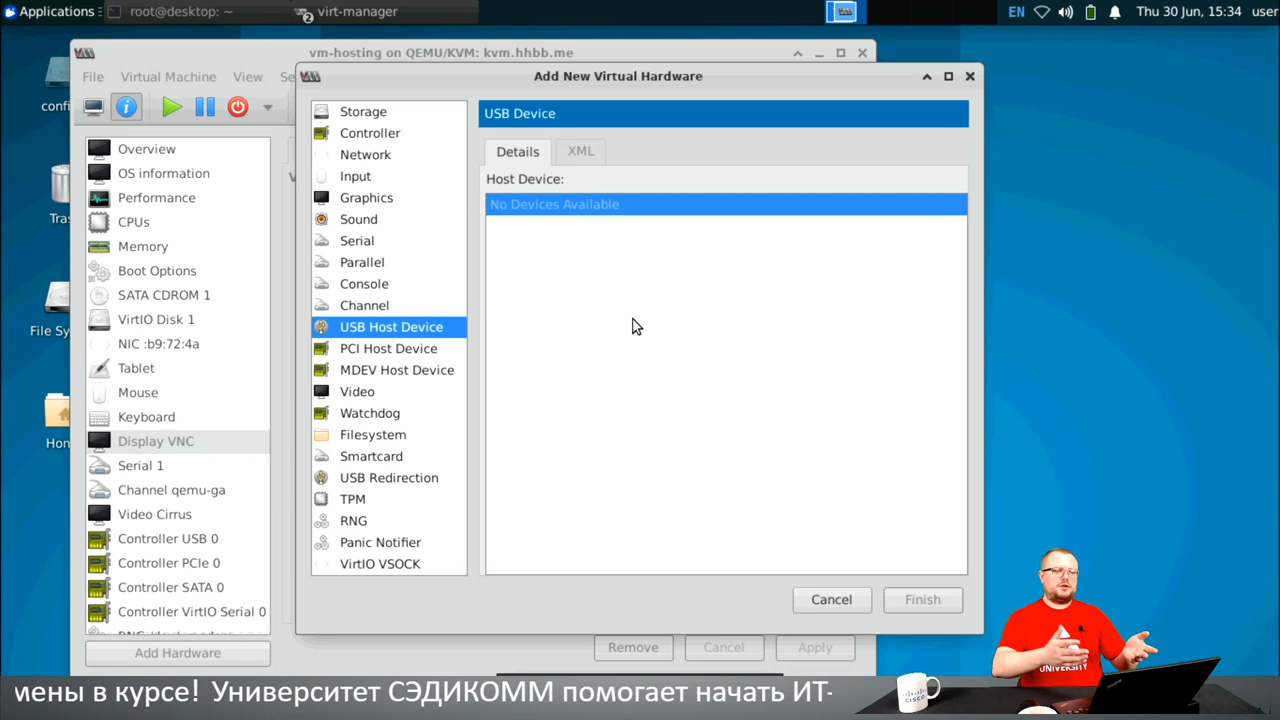 Applications
root@desktop: ~
virt-manager
2
EN
Thu 30 Jun, 15:34
user
vm-hosting on QEMU/KVM: kvm.hhbb.me
File
Virtual Machine
View
Se
Add New Virtual Hardware
confi
Tras
File Sy
Hom
Overview
OS information
Performance
CPUs
Memory
Boot Options
SATA CDROM 1
VirtIO Disk 1
NIC :b9:72:4a
Tablet
Mouse
Keyboard
Display VNC
Serial 1
Channel qemu-ga
Video Cirrus
Controller USB 0
Controller PCIe 0
Controller SATA 0
Controller VirtIO Serial 0
Add Hardware
Storage
Controller
Network
Input
Graphics
Sound
Serial
Parallel
Console
Channel
USB Host Device
PCI Host Device
MDEV Host Device
Video
Watchdog
Filesystem
Smartcard
USB Redirection
TPM
RNG
Panic Notifier
VirtIO VSOCK
USB Device
Details
XML
Host Device:
No Devices Available
Cancel
Finish
Remove
Cancel
Apply
UNIVERSITY
CISCO
мены в курсе! Университет СЭДИКОММ помогает начать ИТ-